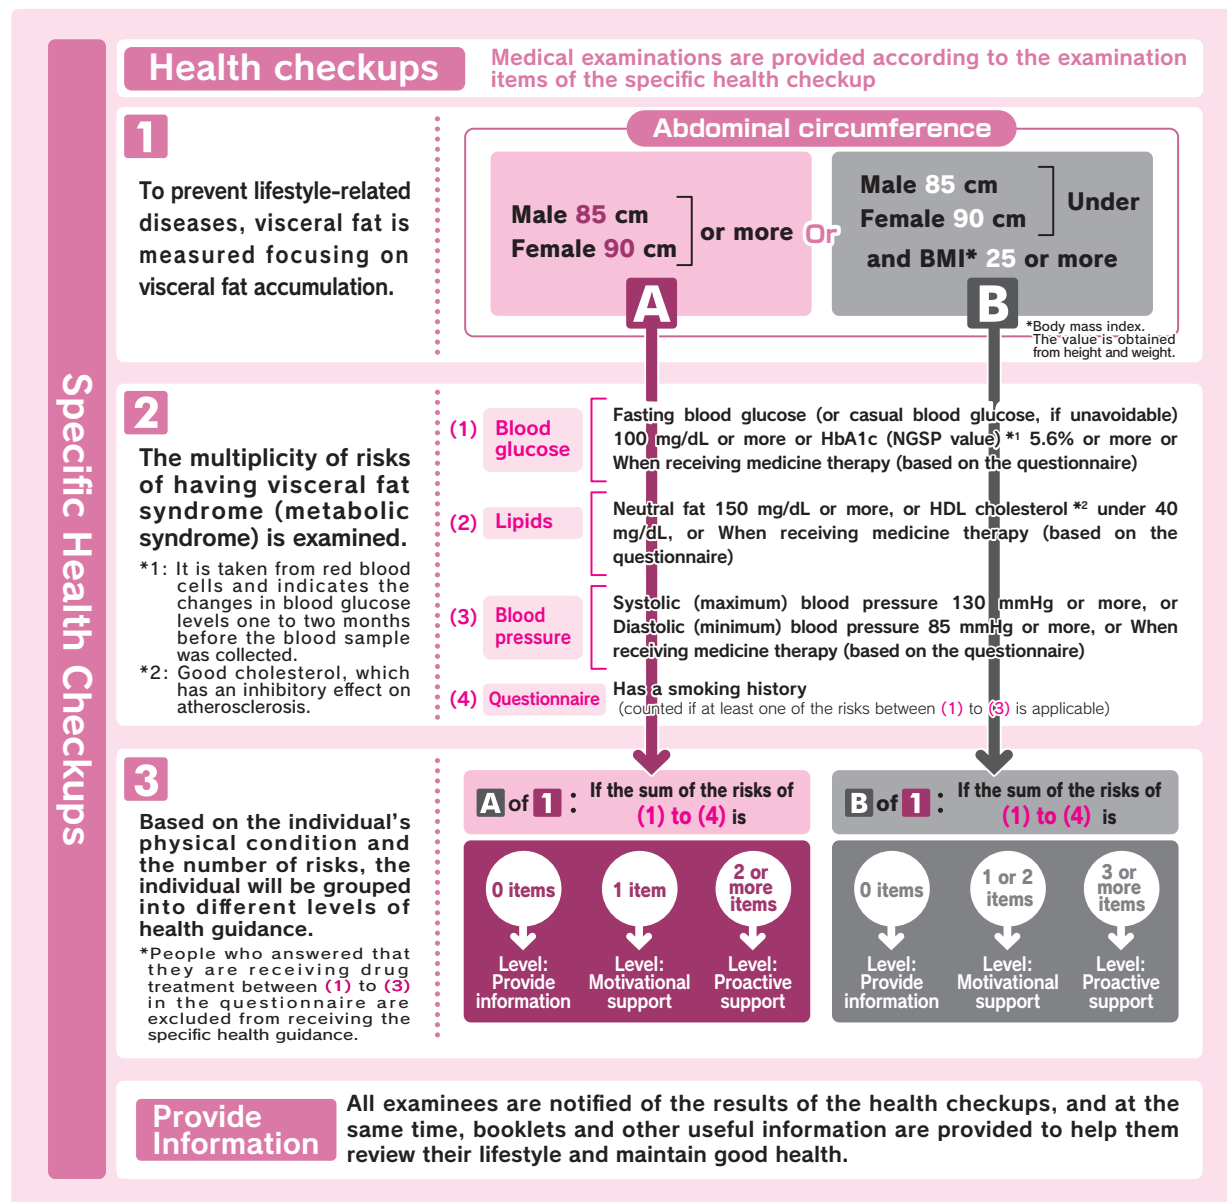 Specific Health Checkups
Health checkups
Medical examinations are provided according to the examination
items of the specific health checkup
1
To prevent lifestyle-related
diseases, visceral fat is
measured focusing on
visceral fat accumulation.
Abdominal circumference
Male 85 cm
Female 90 cm
or more
A
Or
Male 85 cm
Female 90 cm
Under
and BMI* 25 or more
B
*Body mass index.
The value is obtained
from height and weight.
2
The multiplicity of risks
of having visceral fat
syndrome (metabolic
syndrome) is examined.
*1: It is taken from red blood
cells and indicates the
changes in blood glucose
levels one to two months
before the blood sample
was collected.
*2: Good cholesterol, which
has an inhibitory effect on
atherosclerosis.
(1) Blood
glucose
Fasting blood glucose (or casual blood glucose, if unavoidable)
100 mg/dL or more or HbA1c (NGSP value) *1 5.6% or more or
When receiving medicine therapy (based on the questionnaire)
(2) Lipids
Neutral fat 150 mg/dL or more, or HDL cholesterol *2 under 40
mg/dL, or When receiving medicine therapy (based on the
questionnaire)
(3) Blood
pressure
Systolic (maximum) blood pressure 130 mmHg or more, or
Diastolic (minimum) blood pressure 85 mmHg or more, or When
receiving medicine therapy (based on the questionnaire)
(4) Questionnaire
Has a smoking history
(counted if at least one of the risks between (1) to (3) is applicable)
3
Based on the individual's
physical condition and
the number of risks, the
individual will be grouped
into different levels of
health guidance.
*People who answered that
they are receiving drug
treatment between (1) to (3)
in the questionnaire are
excluded from receiving the
specific health guidance.
A of 1 : If the sum of the risks of
(1) to (4) is
0 items
Level:
Provide
information
1 item
Level:
Motivational
support
2 or
more
items
Level:
Proactive
support
B of 1 : If the sum of the risks of
(1) to (4) is
0 items
Level:
Provide
information
1 or 2
items
Level:
Motivational
support
3 or
more
items
Level:
Proactive
support
Provide
Information
All examinees are notified of the results of the health checkups, and at the
same time, booklets and other useful information are provided to help them
review their lifestyle and maintain good health.